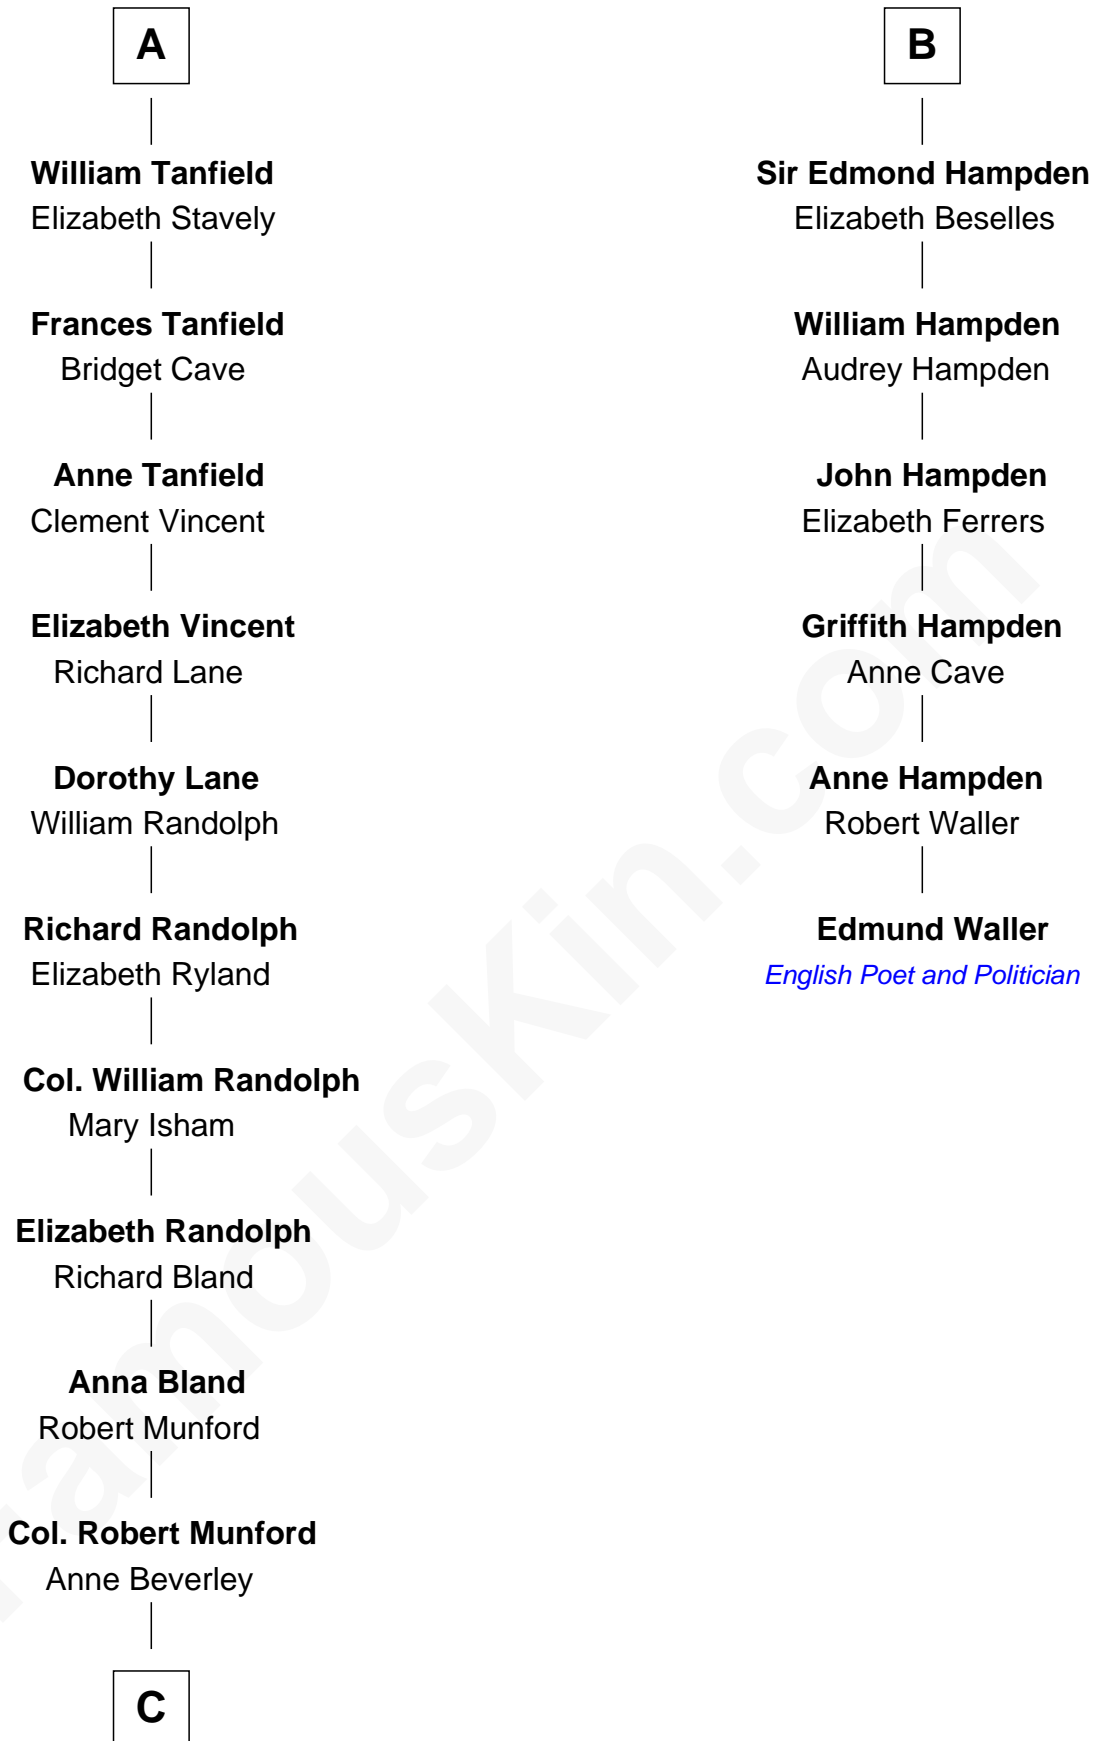 A
William Tanfield
Elizabeth Stavely
Frances Tanfield
Bridget Cave
Anne Tanfield
Clement Vincent
Elizabeth Vincent
Richard Lane
Dorothy Lane
William Randolph
Richard Randolph
Elizabeth Ryland
Col. William Randolph
Mary Isham
Elizabeth Randolph
Richard Bland
Anna Bland
Robert Munford
Col. Robert Munford
Anne Beverley
C
B
Sir Edmond Hampden
Elizabeth Beselles
William Hampden
Audrey Hampden
John Hampden
Elizabeth Ferrers
Griffith Hampden
Anne Cave
Anne Hampden
Robert Waller
Edmund Waller
English Poet and Politician
FamousKin.com